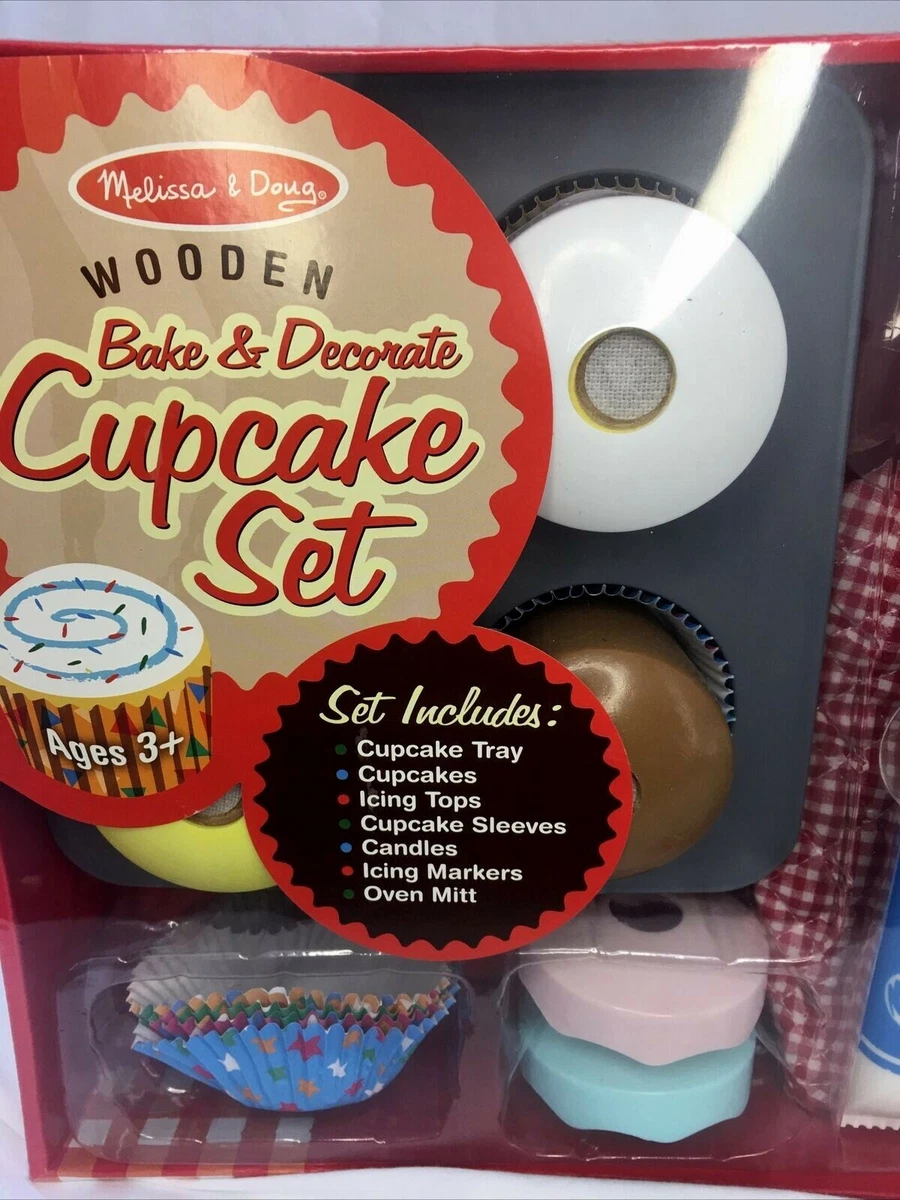 Melissa & Doug®
WOODEN
Bake & Decorate
Cupcake
Set
Ages 3+
Set Includes:
• Cupcake Tray
• Cupcakes
• Icing Tops
• Cupcake Sleeves
• Candles
• Icing Markers
• Oven Mitt